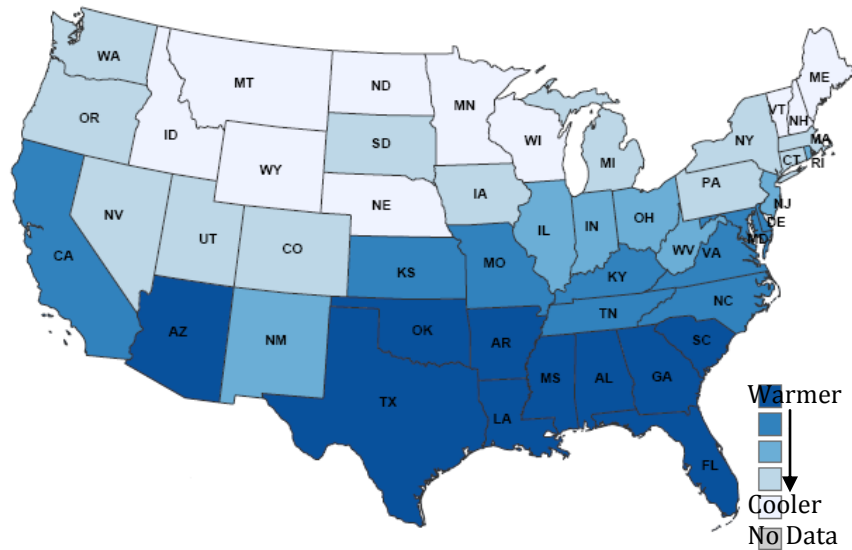 WA
MT
ND
MN
ME
VT
NH
OR
ID
WY
SD
WI
MI
NY
MA
CT
RI
NV
UT
CO
NE
IA
PA
NJ
DE
MD
CA
KS
MO
IL
IN
OH
WV
VA
KY
AZ
NM
OK
AR
TN
NC
SC
TX
LA
MS
AL
GA
FL
Warmer
Cooler
No Data